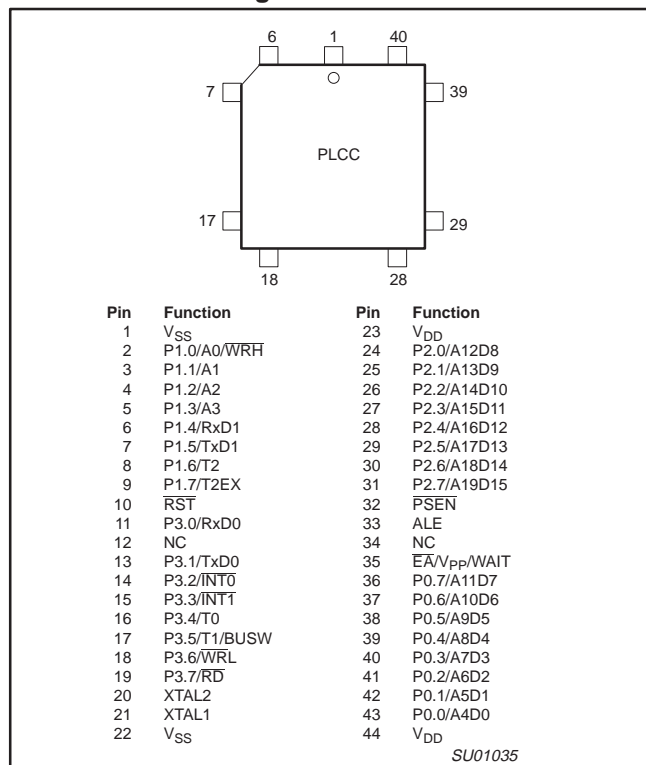 6 1 40
7 39
PLCC
17 29
18 28
Pin Function Pin Function
1 VSS 23 VDD
2 P1.0/A0/WRH 24 P2.0/A12D8
3 P1.1/A1 25 P2.1/A13D9
4 P1.2/A2 26 P2.2/A14D10
5 P1.3/A3 27 P2.3/A15D11
6 P1.4/RxD1 28 P2.4/A16D12
7 P1.5/TxD1 29 P2.5/A17D13
8 P1.6/T2 30 P2.6/A18D14
9 P1.7/T2EX 31 P2.7/A19D15
10 RST 32 PSEN
11 P3.0/RxD0 33 ALE
12 NC 34 NC
13 P3.1/TxD0 35 EA/VPP/WAIT
14 P3.2/INT0 36 P0.7/A11D7
15 P3.3/INT1 37 P0.6/A10D6
16 P3.4/T0 38 P0.5/A9D5
17 P3.5/T1/BUSW 39 P0.4/A8D4
18 P3.6/WRL 40 P0.3/A7D3
19 P3.7/RD 41 P0.2/A6D2
20 XTAL2 42 P0.1/A5D1
21 XTAL1 43 P0.0/A4D0
22 VSS 44 VDD
SU01035